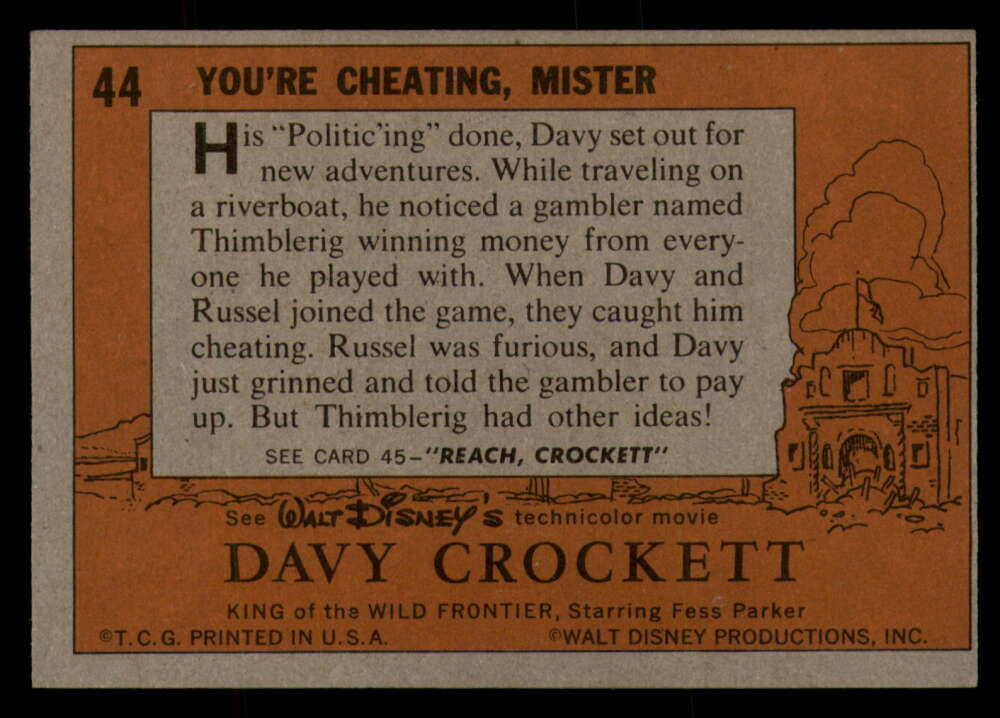 44 YOU'RE CHEATING, MISTER
His "Politic'ing" done, Davy set out for
new adventures. While traveling on
a riverboat, he noticed a gambler named
Thimblerig winning money from every-
one he played with. When Davy and
Russel joined the game, they caught him
cheating. Russel was furious, and Davy
just grinned and told the gambler to pay
up. But Thimblerig had other ideas!
SEE CARD 45-"REACH, CROCKETT"
See WALT DISNEY'S technicolor movie
DAVY CROCKETT
KING of the WILD FRONTIER, Starring Fess Parker
©T.C.G. PRINTED IN U.S.A. ©WALT DISNEY PRODUCTIONS, INC.